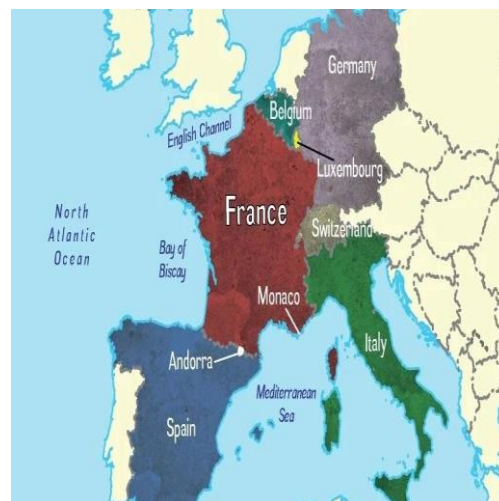 Germany
Belgium
English Channel
Luxembourg
France
North
Atlantic
Ocean
Switzerland
Bay of
Biscay
Monaco
Italy
Andorra
Mediterranean
Sea
Spain